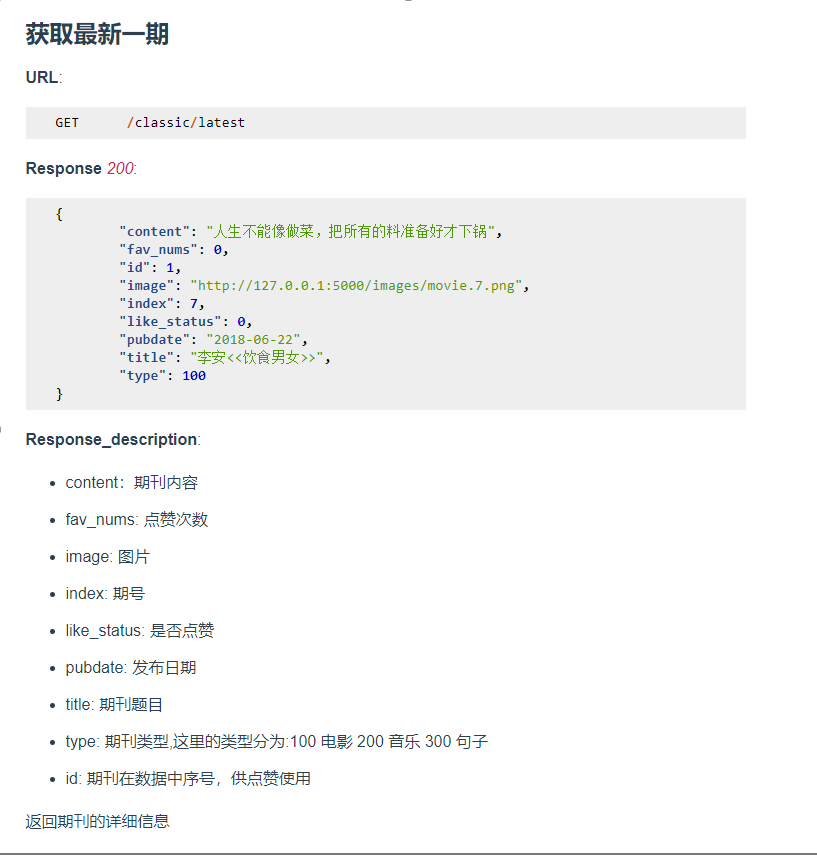 获取最新一期
URL:
GET /classic/latest
Response 200:
{
"content": "人生不能像做菜，把所有的料准备好才下锅",
"fav_nums": 0,
"id": 1,
"image": "http://127.0.0.1:5000/images/movie.7.png",
"index": 7,
"like_status": 0,
"pubdate": "2018-06-22",
"title": "李安<<饮食男女>>",
"type": 100
}
Response_description:
• content：期刊内容
• fav_nums: 点赞次数
• image: 图片
• index: 期号
• like_status: 是否点赞
• pubdate: 发布日期
• title: 期刊题目
• type: 期刊类型,这里的类型分为:100 电影 200 音乐 300 句子
• id: 期刊在数据中序号，供点赞使用
返回期刊的详细信息